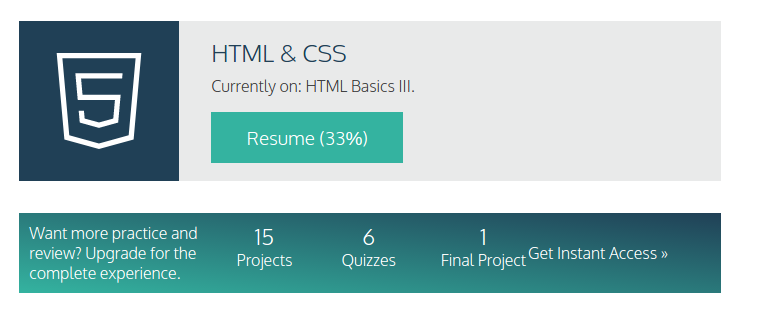 HTML & CSS
Currently on: HTML Basics III.
Resume (33%)
Want more practice and
review? Upgrade for the
complete experience.
15
Projects
6
Quizzes
1
Final Project
Get Instant Access »